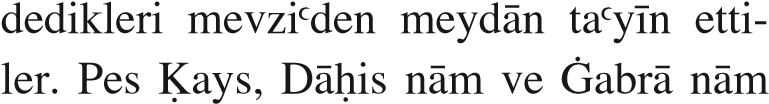 dedikleri mevziᶜden meydān taᶜyīn etti-
ler. Pes Ḳays, Dāḥis nām ve Ġabrā nām